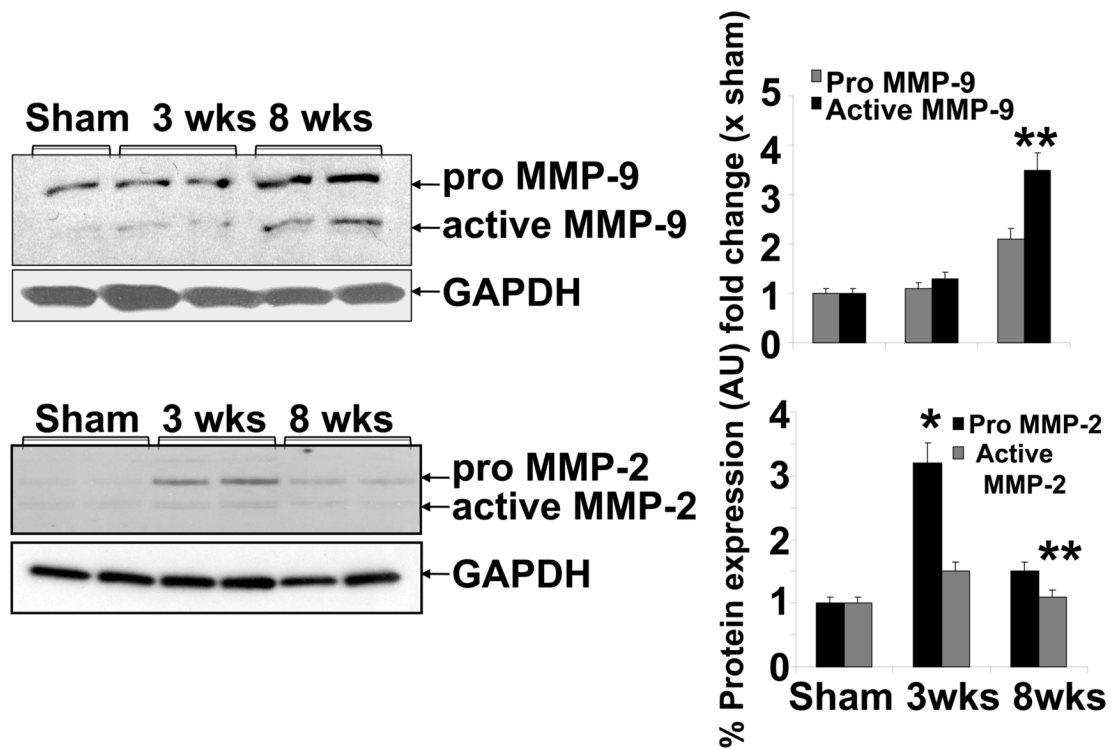 Sham 3 wks 8 wks
pro MMP-9
active MMP-9
GAPDH
Sham 3 wks 8 wks
pro MMP-2
active MMP-2
GAPDH
% Protein expression (AU) fold change (x sham)
Pro MMP-9
Active MMP-9
5
4
3
2
1
0
**
4
3
2
1
0
*
**
Pro MMP-2
Active
MMP-2
Sham 3wks 8wks